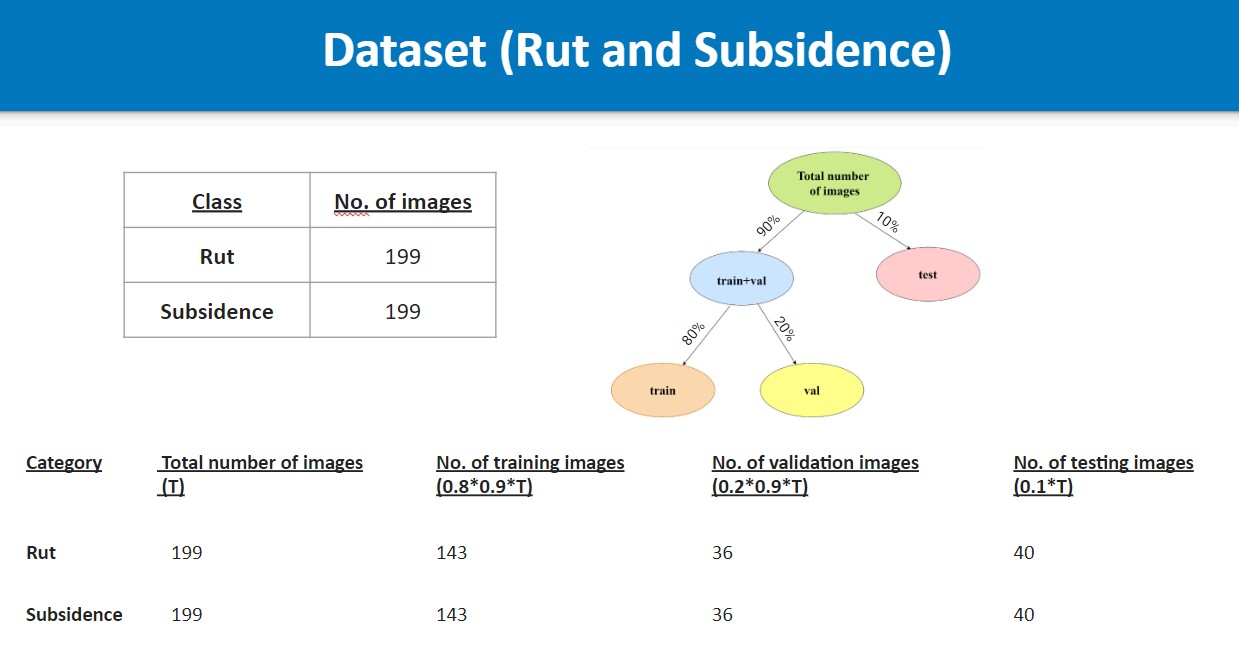 Dataset (Rut and Subsidence)
Class No. of images
Rut 199
Subsidence 199
Total number
of images
90% 10%
train+val test
80% 20%
train val
Category Total number of images No. of training images No. of validation images No. of testing images
(T) (0.8*0.9*T) (0.2*0.9*T) (0.1*T)
Rut 199 143 36 40
Subsidence 199 143 36 40